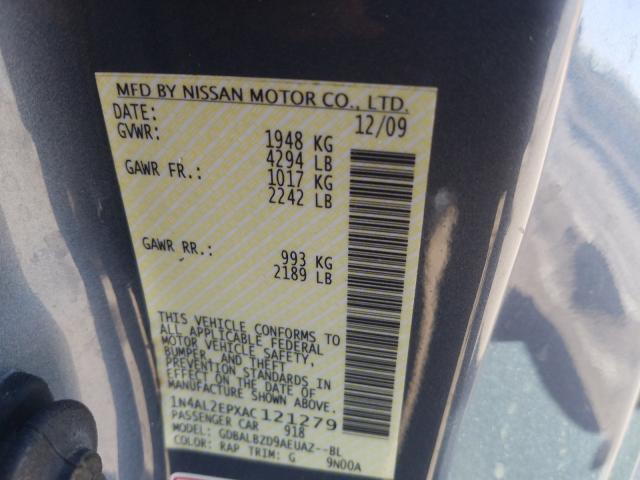 MFD BY NISSAN MOTOR CO., LTD.
DATE: 12/09
GVWR: 1948 KG
4294 LB
GAWR FR.: 1017 KG
2242 LB
GAWR RR.: 993 KG
2189 LB
THIS VEHICLE CONFORMS TO
ALL APPLICABLE FEDERAL
MOTOR VEHICLE SAFETY,
BUMPER, AND THEFT
PREVENTION STANDARDS IN
EFFECT ON THE DATE OF
MANUFACTURE SHOWN ABOVE.
1N4AL2EPXAC121279
PASSENGER CAR 918
MODEL: GDBALBZD9AEUAZ--BL
COLOR: RAP TRIM: G 9N00A